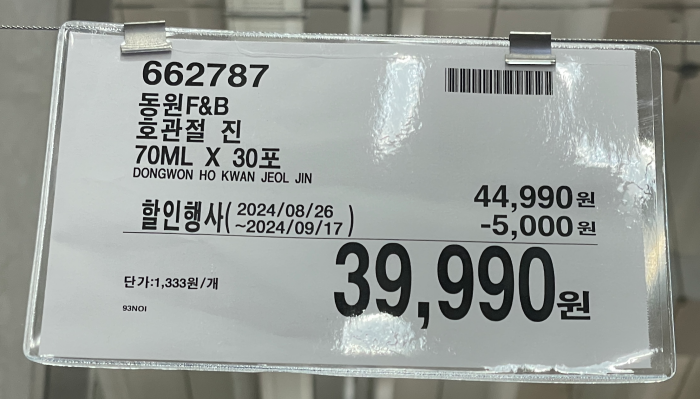 662787
동원F&B
호관절 진
70ML X 30포
DONGWON HO KWAN JEOL JIN
44,990원
할인행사( 2024/08/26 ~2024/09/17 )
-5,000원
39,990원
단가:1,333원/개
93NOI